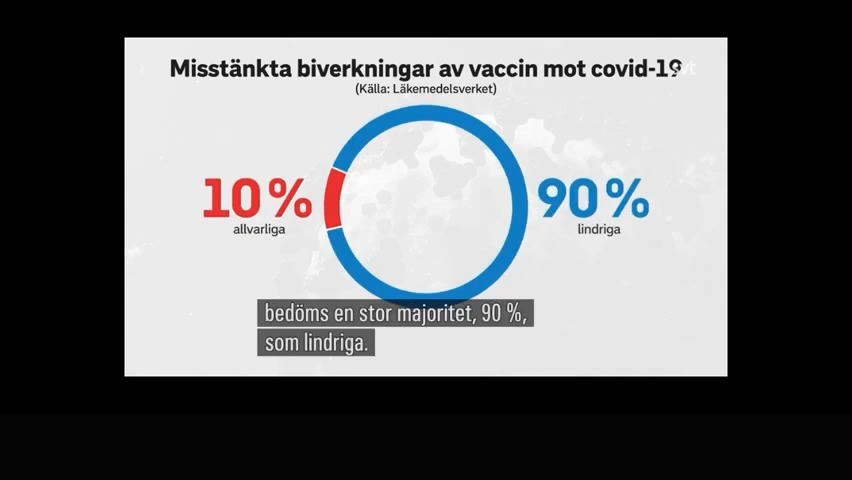 Misstänkta biverkningar av vaccin mot covid-19
svt
(Källa: Läkemedelsverket)
10 %
allvarliga
90 %
lindriga
bedöms en stor majoritet, 90 %,
som lindriga.